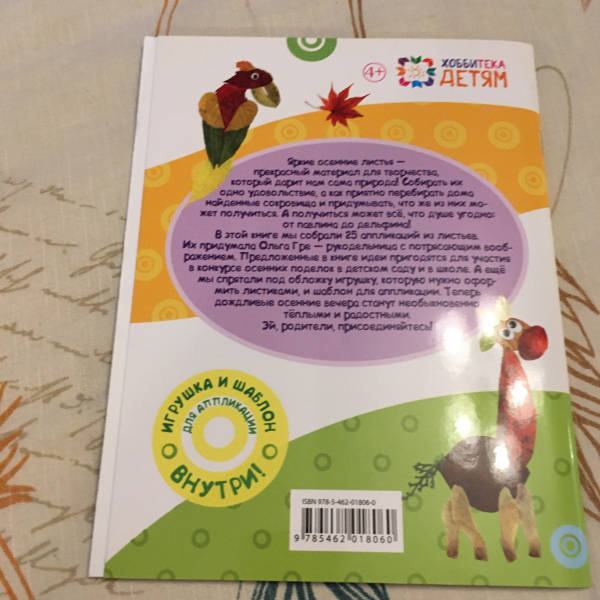 4+
ХОББИТЕКА
ДЕТЯМ
Яркие осенние листья —
прекрасный материал для творчества,
который дарит нам сама природа! Собирать их
одно удовольствие, а как приятно перебирать дома
найденные сокровища и придумывать, что же из них мо-
жет получиться. А получиться может всё, что душе угодно:
от павлина до дельфина!
В этой книге мы собрали 25 аппликаций из листьев.
Их придумала Ольга Гре — рукодельница с потрясающим вооб-
ражением. Предложенные в книге идеи пригодятся для участия
в конкурсе осенних поделок в детском саду и в школе. А ещё
мы спрятали под обложку игрушку, которую нужно офор-
мить листиками, и шаблон для аппликации. Теперь
дождливые осенние вечера станут необыкновенно
тёплыми и радостными.
Эй, родители, присоединяйтесь!
ИГРУШКА И ШАБЛОН
ДЛЯ АППЛИКАЦИИ
ВНУТРИ!
ISBN 978-5-462-01806-0
9 785462 018060